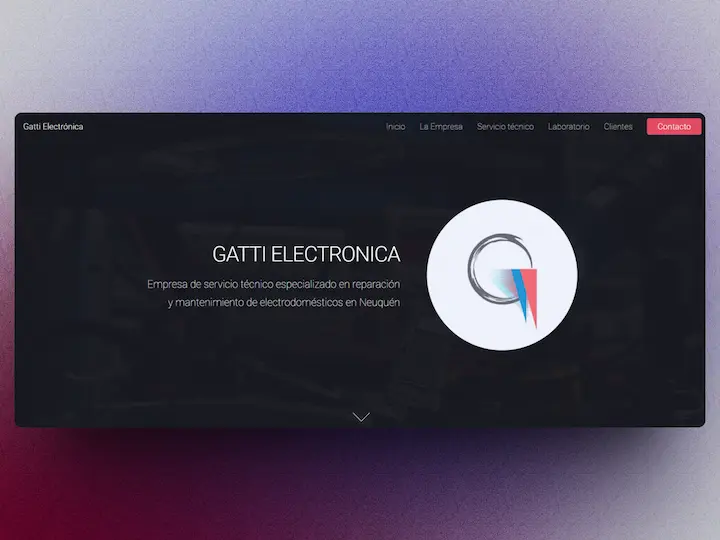 Gatti Electrónica
Inicio La Empresa Servicio técnico Laboratorio Clientes Contacto
GATTI ELECTRONICA
Empresa de servicio técnico especializado en reparación
y mantenimiento de electrodomésticos en Neuquén